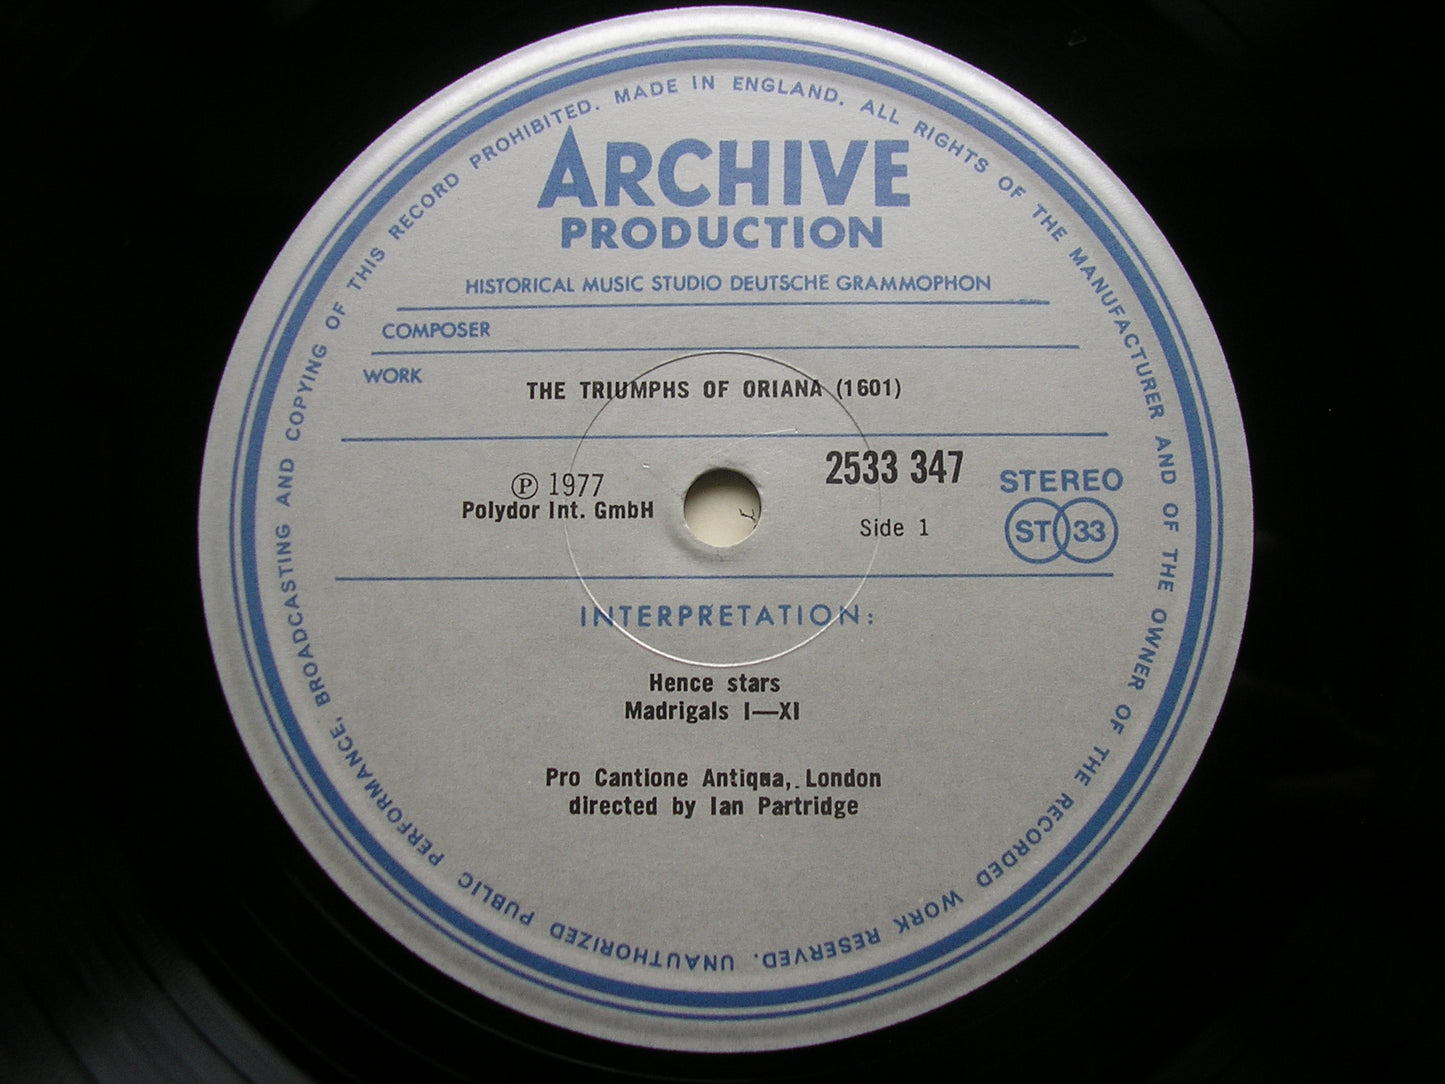 MADE IN ENGLAND. ALL RIGHTS OF THE MANUFACTURER AND OF THE OWNER OF THE RECORDED WORK RESERVED. UNAUTHORIZED PUBLIC PERFORMANCE, BROADCASTING AND COPYING OF THIS RECORD PROHIBITED.
ARCHIVE
PRODUCTION
HISTORICAL MUSIC STUDIO DEUTSCHE GRAMMOPHON
COMPOSER
WORK
THE TRIUMPHS OF ORIANA (1601)
℗ 1977
Polydor Int. GmbH
2533 347
Side 1
STEREO
ST 33
INTERPRETATION:
Hence stars
Madrigals I—XI
Pro Cantione Antiqua, London
directed by Ian Partridge